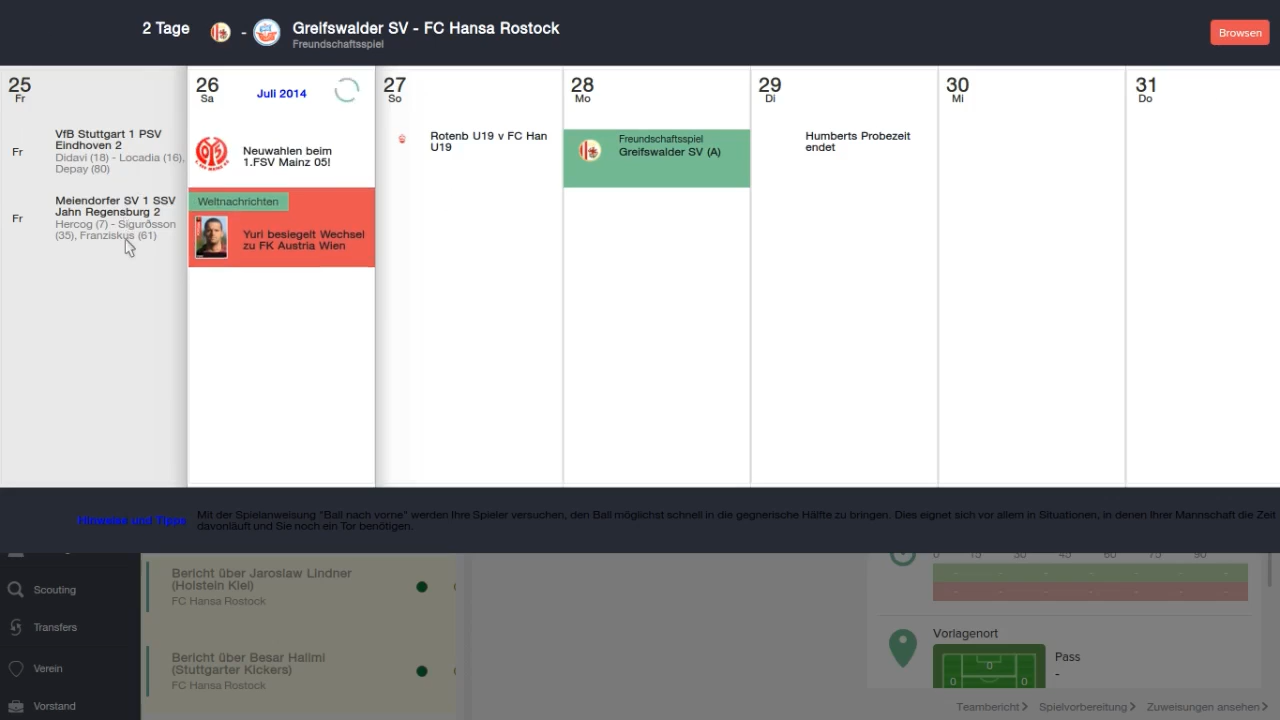 2 Tage
-
Greifswalder SV - FC Hansa Rostock
Freundschaftsspiel
Browsen
25
Fr
26
Sa
Juli 2014
27
So
28
Mo
29
Di
30
Mi
31
Do
Fr
VfB Stuttgart 1 PSV
Eindhoven 2
Didavi (18) - Locadia (16),
Depay (80)
Fr
Meiendorfer SV 1 SSV
Jahn Regensburg 2
Hercog (7) - Sigurðsson
(35), Franziskus (61)
Neuwahlen beim
1.FSV Mainz 05!
Weltnachrichten
Yuri besiegelt Wechsel
zu FK Austria Wien
Rotenb U19 v FC Han
U19
Freundschaftsspiel
Greifswalder SV (A)
Humberts Probezeit
endet
Hinweise und Tipps
Mit der Spielanweisung "Ball nach vorne" werden Ihre Spieler versuchen, den Ball möglichst schnell in die gegnerische Hälfte zu bringen. Dies eignet sich vor allem in Situationen, in denen Ihrer Mannschaft die Zeit
davonläuft und Sie noch ein Tor benötigen.
Scouting
Transfers
Verein
Vorstand
Bericht über Jaroslaw Lindner
(Holstein Kiel)
FC Hansa Rostock
Bericht über Besar Halimi
(Stuttgarter Kickers)
FC Hansa Rostock
0 15 30 45 60 75 90
Vorlagenort
0
0 0
Pass
-
Teambericht
Spielvorbereitung
Zuweisungen ansehen